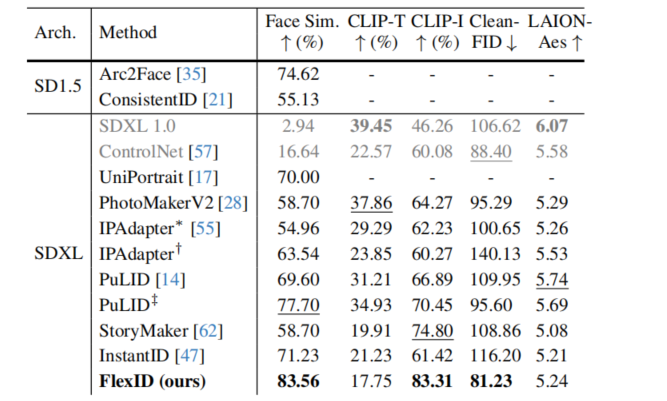 Arch. Method Face Sim. CLIP-T CLIP-I Clean- LAION-
↑ (%) ↑ (%) ↑ (%) FID ↓ Aes ↑
SD1.5 Arc2Face [35] 74.62 - - - -
ConsistentID [21] 55.13 - - - -
SDXL SDXL 1.0 2.94 39.45 46.26 106.62 6.07
ControlNet [57] 16.64 22.57 60.08 88.40 5.58
UniPortrait [17] 70.00 - - - -
PhotoMakerV2 [28] 58.70 37.86 64.27 95.29 5.29
IPAdapter* [55] 54.96 29.29 62.23 100.65 5.26
IPAdapter† 63.54 23.85 60.27 140.13 5.53
PuLID [14] 69.60 31.21 66.89 109.95 5.74
PuLID‡ 77.70 34.93 70.45 95.60 5.69
StoryMaker [62] 58.70 19.91 74.80 108.86 5.08
InstantID [47] 71.23 21.23 61.42 116.20 5.21
FlexID (ours) 83.56 17.75 83.31 81.23 5.24